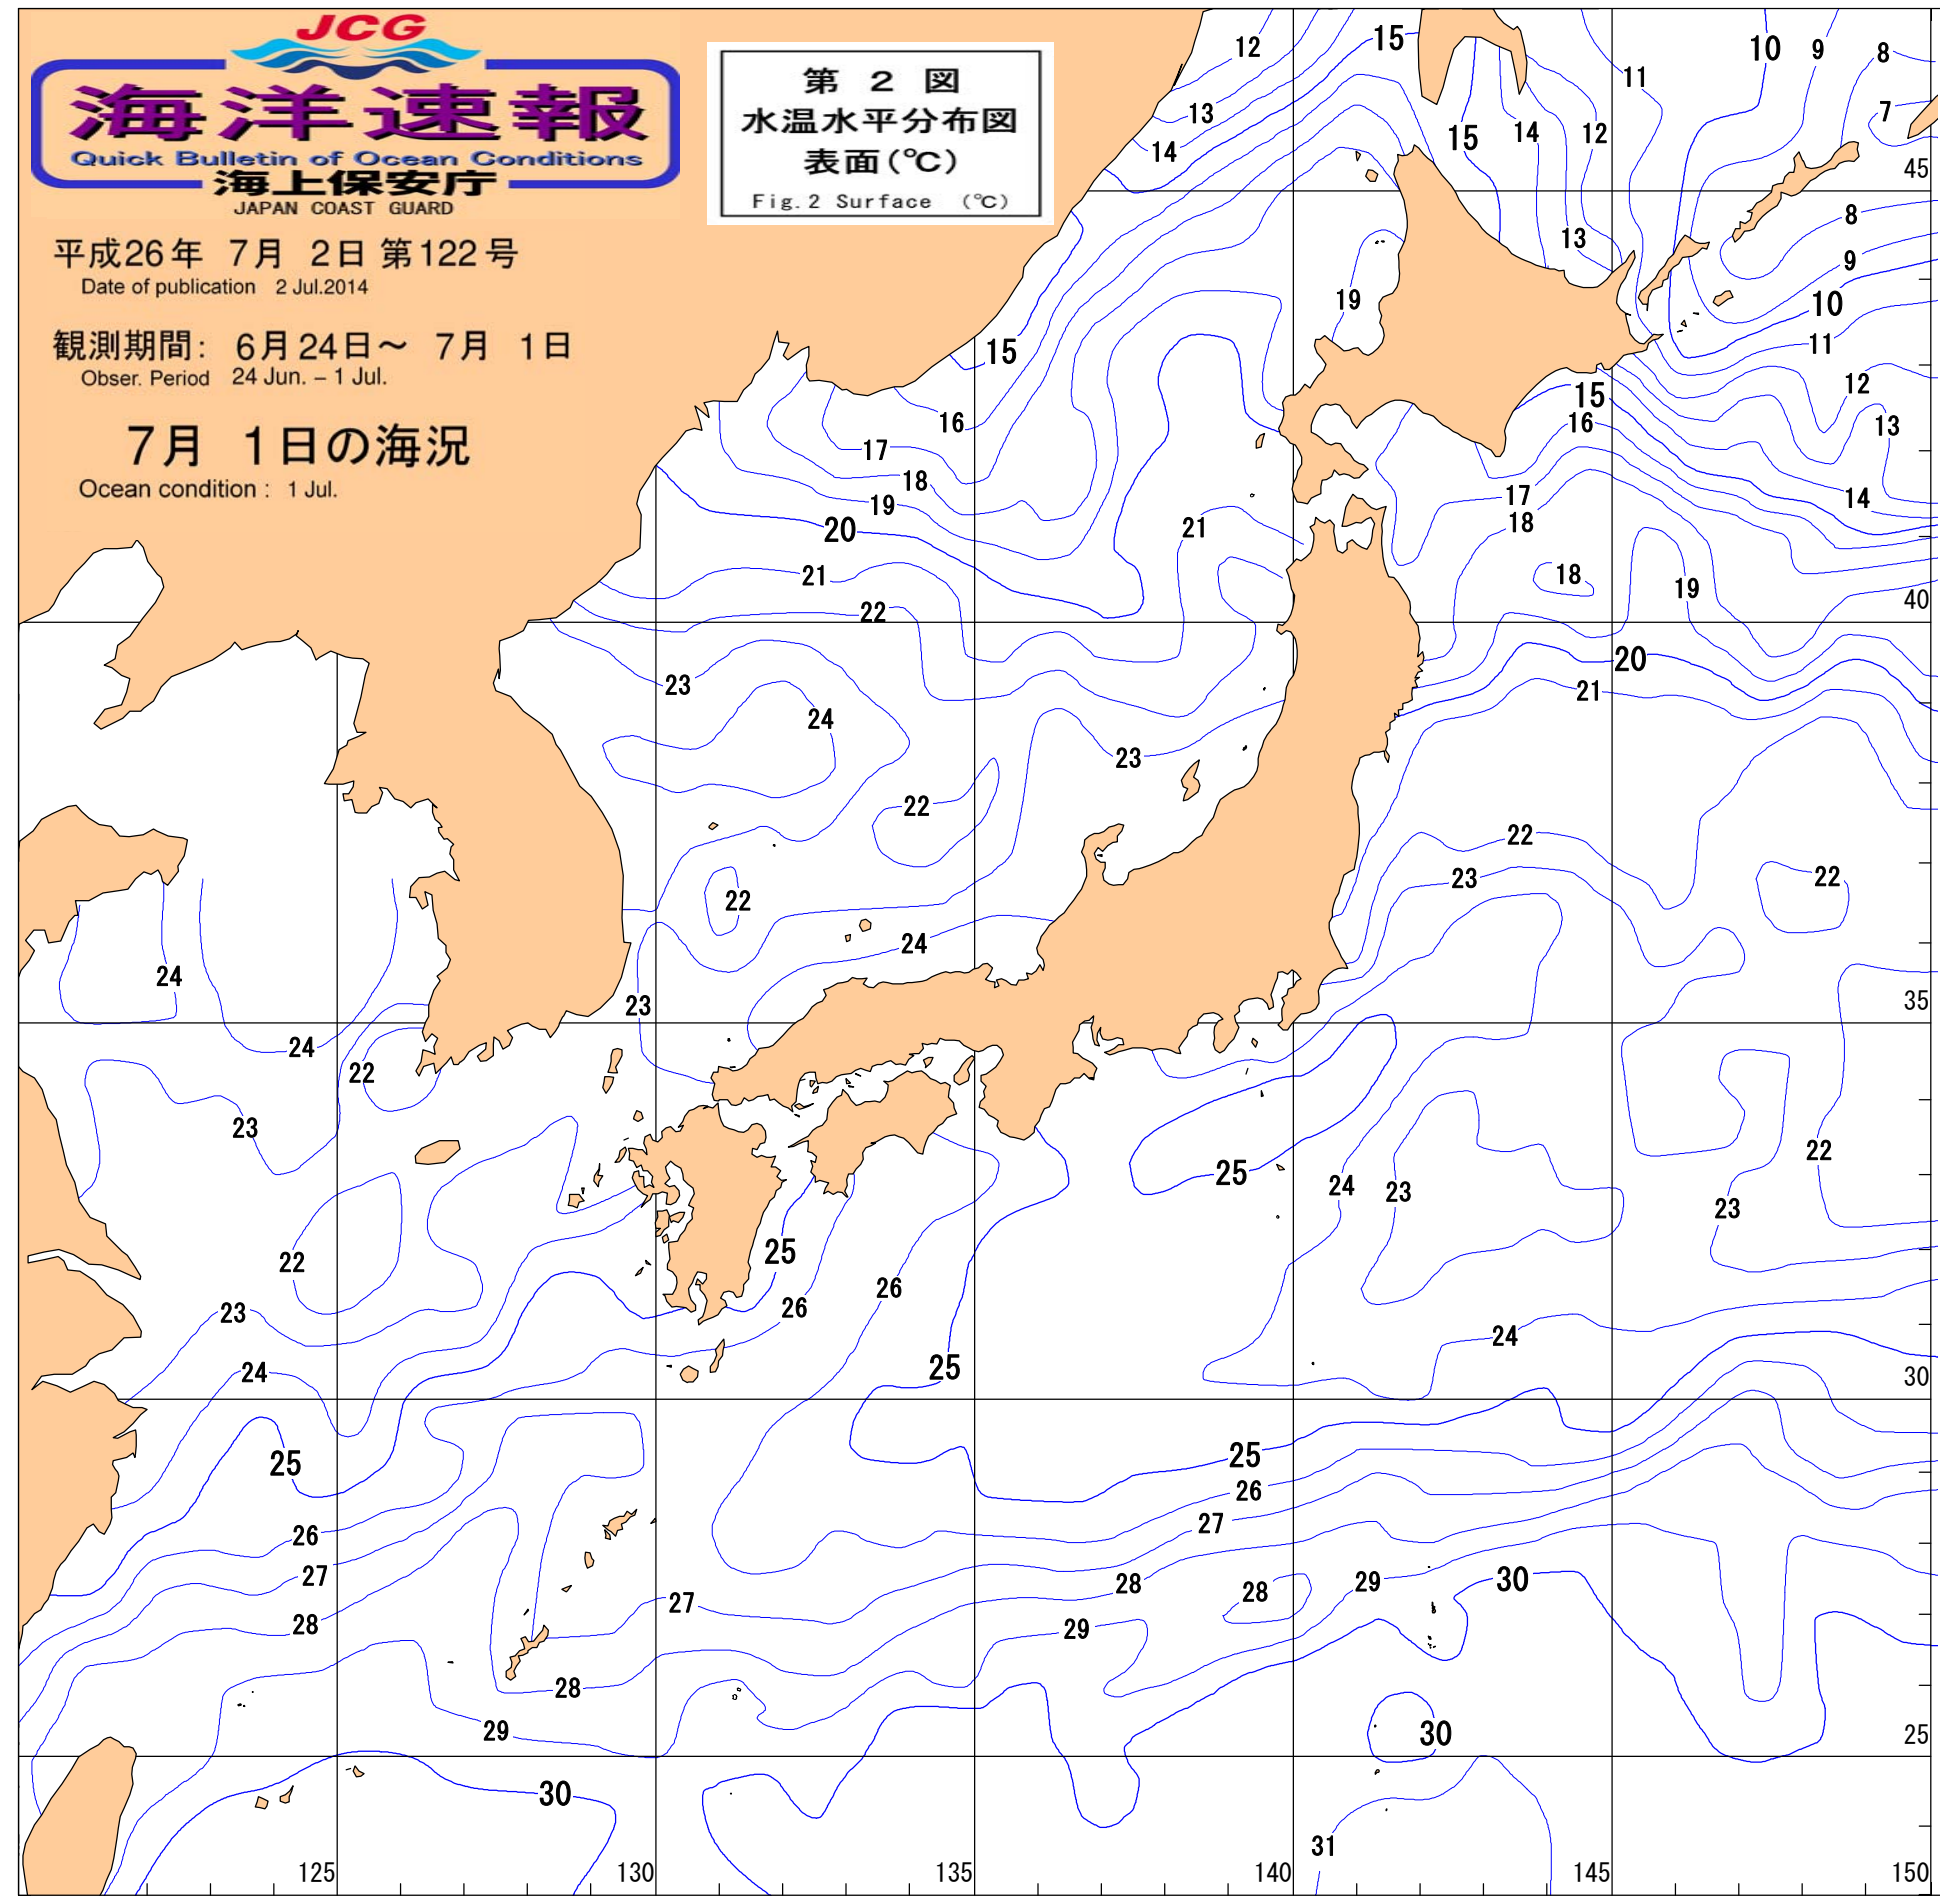 JCG
海洋速報
Quick Bulletin of Ocean Conditions
海上保安庁
JAPAN COAST GUARD
第 2 図
水温水平分布図
表面(℃)
Fig.2 Surface (℃)
平成26年 7月 2日 第122号
Date of publication 2 Jul.2014
観測期間: 6月24日~ 7月 1日
Obser. Period 24 Jun. – 1 Jul.
7月 1日の海況
Ocean condition : 1 Jul.
12 15 11 10 9 8
13 14 15 14 12 7
45
13 8
9
19 10
15 11
12
15
16 16 13
17
18 17 14
19 18
20 21
21 18 19
22 40
23 20
24 21
23
22 22
23 22
22
24
24
23 35
24
22
23
22
25 24 23
23
25
22
26
23 26
24
25
24 30
25
25
26
26 27
27
28 29 30
28 28
27
29
28
29 30 25
30
31
125 130 135 140 145 150